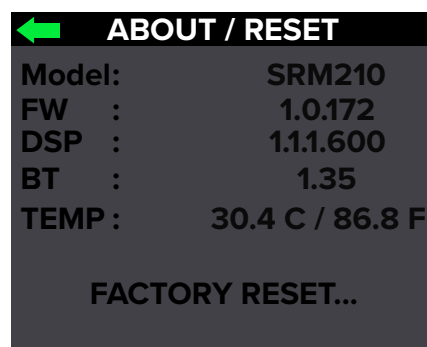 ABOUT / RESET
Model: SRM210
FW : 1.0.172
DSP : 1.1.1.600
BT : 1.35
TEMP : 30.4 C / 86.8 F
FACTORY RESET...